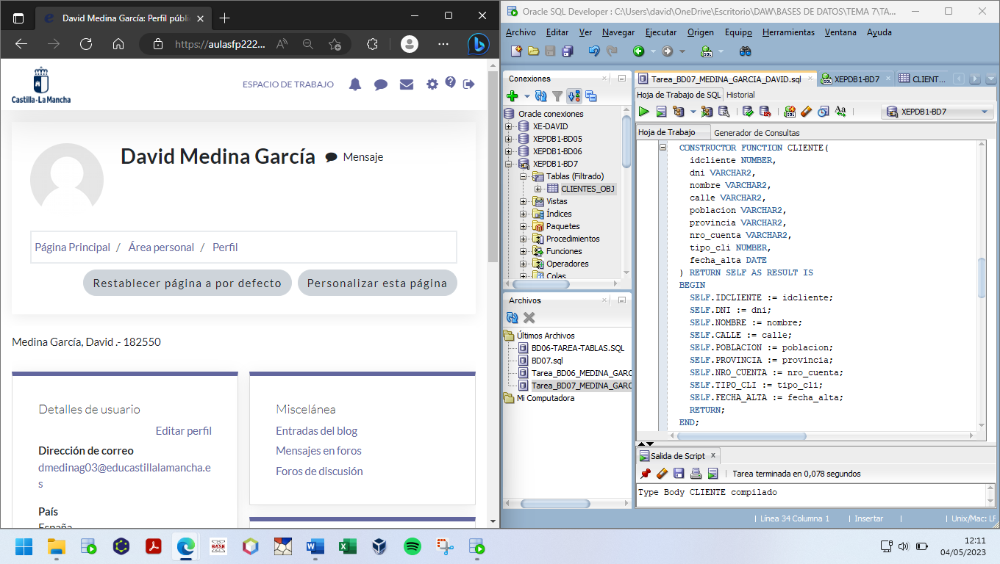 David Medina García: Perfil públi
https://aulasfp222...
Castilla-La Mancha
ESPACIO DE TRABAJO
David Medina García
Mensaje
Página Principal / Área personal / Perfil
Restablecer página a por defecto
Personalizar esta página
Medina García, David .- 182550
Detalles de usuario
Editar perfil
Dirección de correo
dmedinag03@educastillalamancha.e
s
País
España
Miscelánea
Entradas del blog
Mensajes en foros
Foros de discusión
Oracle SQL Developer : C:\Users\david\OneDrive\Escritorio\DAW\BASES DE DATOS\TEMA 7\TA...
Archivo Editar Ver Navegar Ejecutar Origen Equipo Herramientas Ventana Ayuda
Conexiones
Oracle conexiones
XE-DAVID
XEPDB1-BD05
XEPDB1-BD06
XEPDB1-BD7
Tablas (Filtrado)
CLIENTES_OBJ
Vistas
Índices
Paquetes
Procedimientos
Funciones
Operadores
Colas
Archivos
Últimos Archivos
BD06-TAREA-TABLAS.SQL
BD07.sql
Tarea_BD06_MEDINA_GARC
Tarea_BD07_MEDINA_GARC
Mi Computadora
Tarea_BD07_MEDINA_GARCIA_DAVID.sql
XEPDB1-BD7
CLIENT...
Hoja de Trabajo de SQL Historial
XEPDB1-BD7
Hoja de Trabajo Generador de Consultas
CONSTRUCTOR FUNCTION CLIENTE(
idcliente NUMBER,
dni VARCHAR2,
nombre VARCHAR2,
calle VARCHAR2,
poblacion VARCHAR2,
provincia VARCHAR2,
nro_cuenta VARCHAR2,
tipo_cli NUMBER,
fecha_alta DATE
) RETURN SELF AS RESULT IS
BEGIN
SELF.IDCLIENTE := idcliente;
SELF.DNI := dni;
SELF.NOMBRE := nombre;
SELF.CALLE := calle;
SELF.POBLACION := poblacion;
SELF.PROVINCIA := provincia;
SELF.NRO_CUENTA := nro_cuenta;
SELF.TIPO_CLI := tipo_cli;
SELF.FECHA_ALTA := fecha_alta;
RETURN;
END;
Salida de Script
Tarea terminada en 0,078 segundos
Type Body CLIENTE compilado
Línea 34 Columna 1
Insertar
Unix/Mac: LF
12:11
04/05/2023